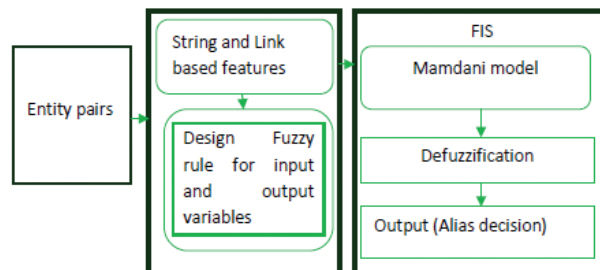 Entity pairs
String and Link
based features
Design Fuzzy
rule for input
and output
variables
FIS
Mamdani model
Defuzzification
Output (Alias decision)